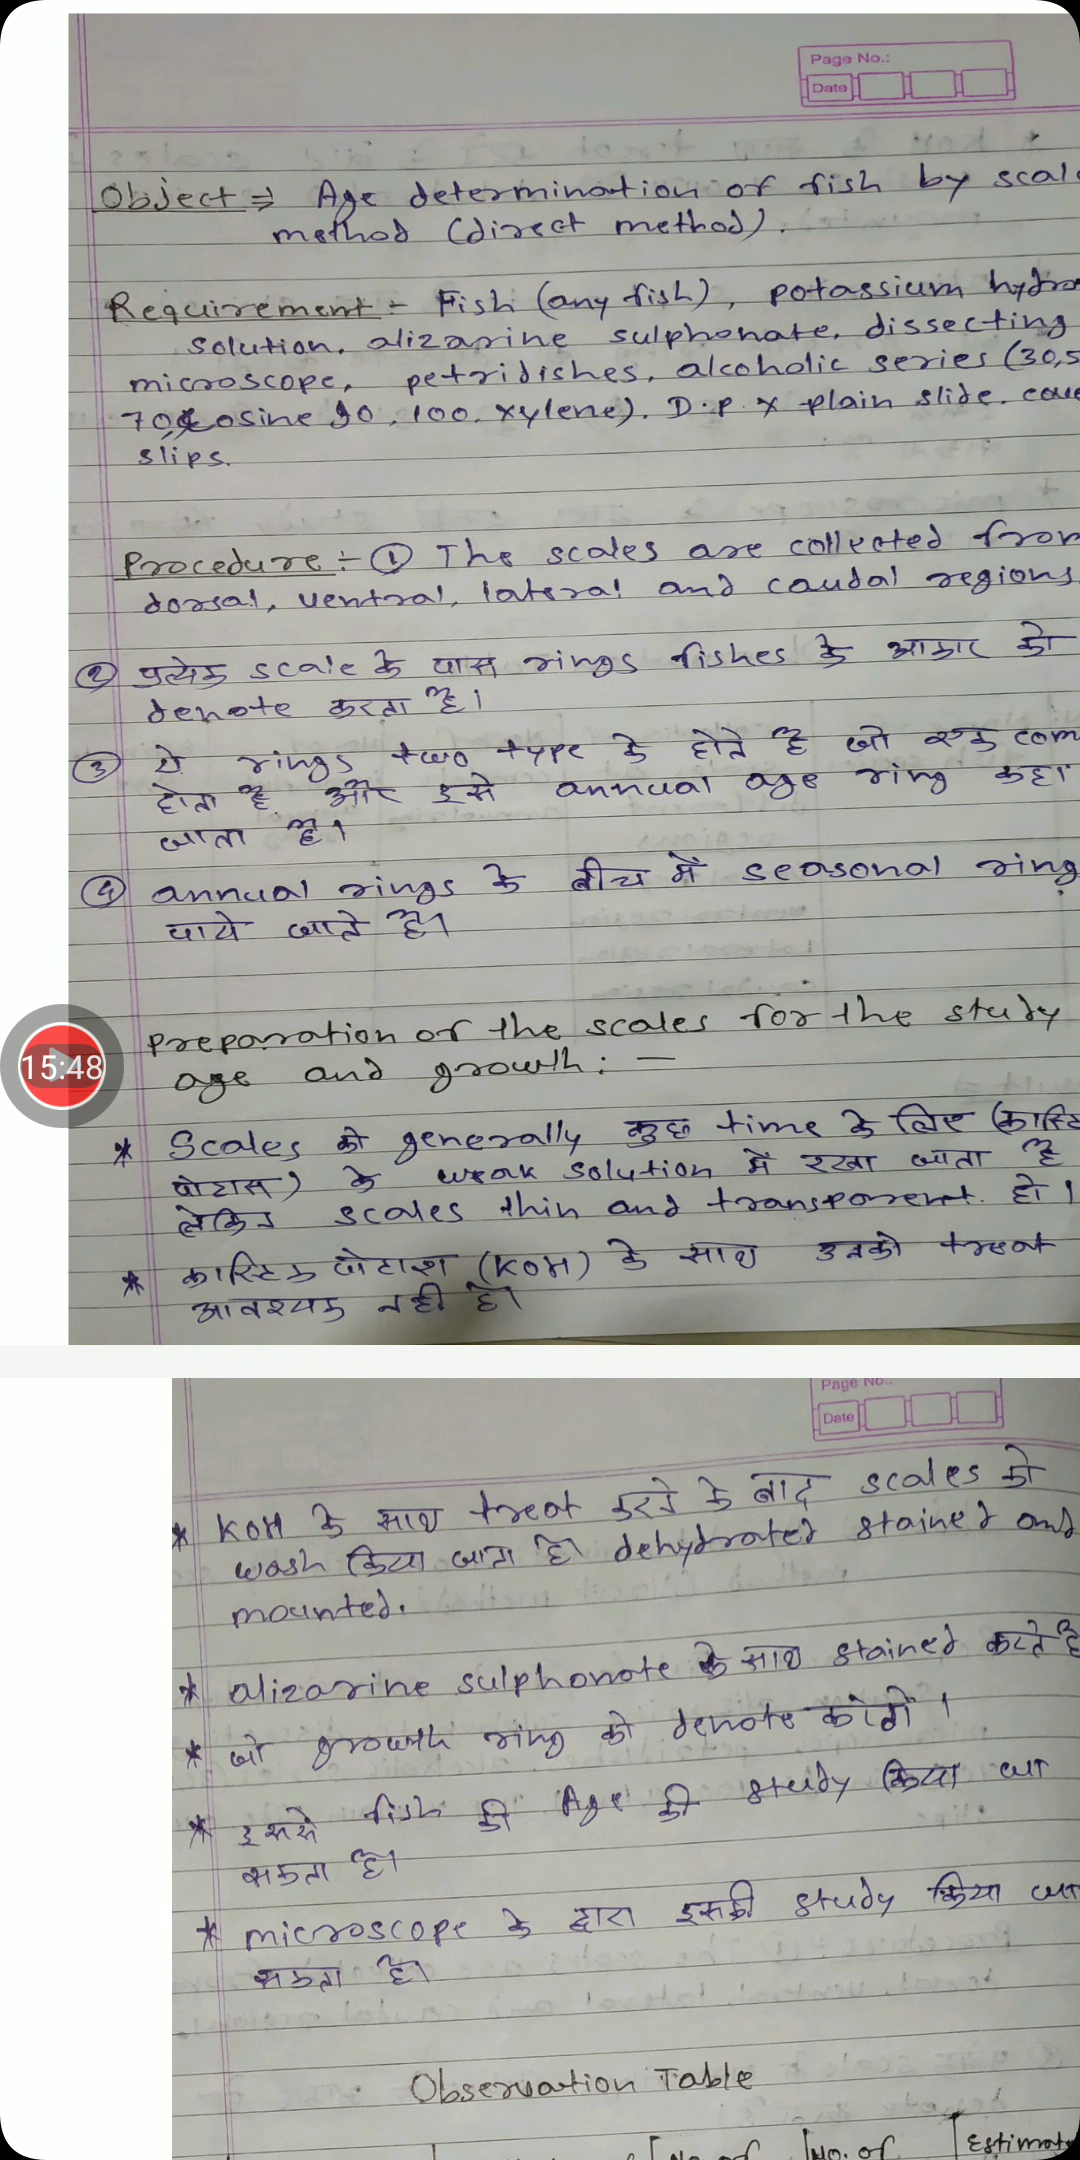 Page No.:
Date
Object ⇒ Age determination of fish by scal
method (direct method).
Requirement :- Fish (any fish), potassium hydro
solution, alizarine sulphonate, dissecting
microscope, petridishes, alcoholic series (30,5
70, eosine 90, 100, xylene). D.P.X plain slide, cove
slips.
Procedure :- ① The scales are collected from
dorsal, ventral, lateral and caudal regions
② प्रत्येक scale के पास rings fishes के आकार को
denote करता है।
③ ये rings two type के होते है जो एक com
होता है, और इसे annual age ring कहा
जाता है।
④ annual rings के बीच में seasonal ring
पाये जाते है।
15:48
Preparation of the scales for the study
age and growth : —
* Scales को generally कुछ time के लिए (कास्टि
पोटास) के weak solution में रखा जाता है
लेकिन scales thin and transparent हो।
* कास्टिक पोटाश (KOH) के साथ उनको treat
आवश्यक नही है।
Page No..
Date
* KOH के साथ treat करने के बाद scales को
wash किया जाता है। dehydrated stained and
mounted.
* alizarine sulphonate के साथ stained करते है
* जो growth ring को denote करेगी।
* इससे fish की Age की study किया जा
सकता है।
* microscope के द्वारा इसकी study किया जा
सकता है।
Observation Table
No. of No. of Estimate